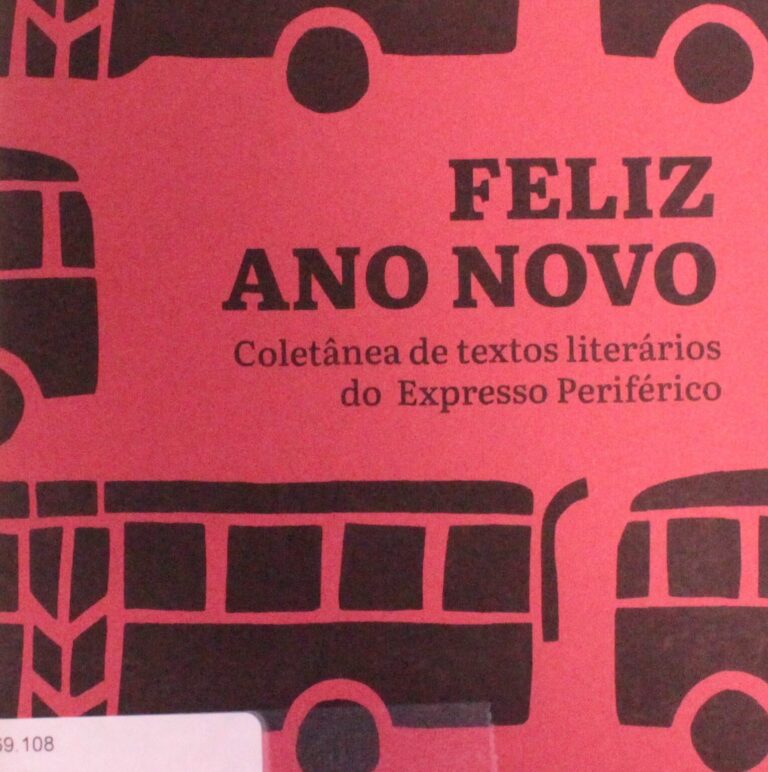 FELIZ
ANO NOVO
Coletânea de textos literários
do Expresso Periférico
69.108